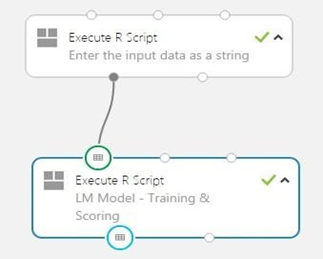 Execute R Script
Enter the input data as a string
Execute R Script
LM Model - Training &
Scoring